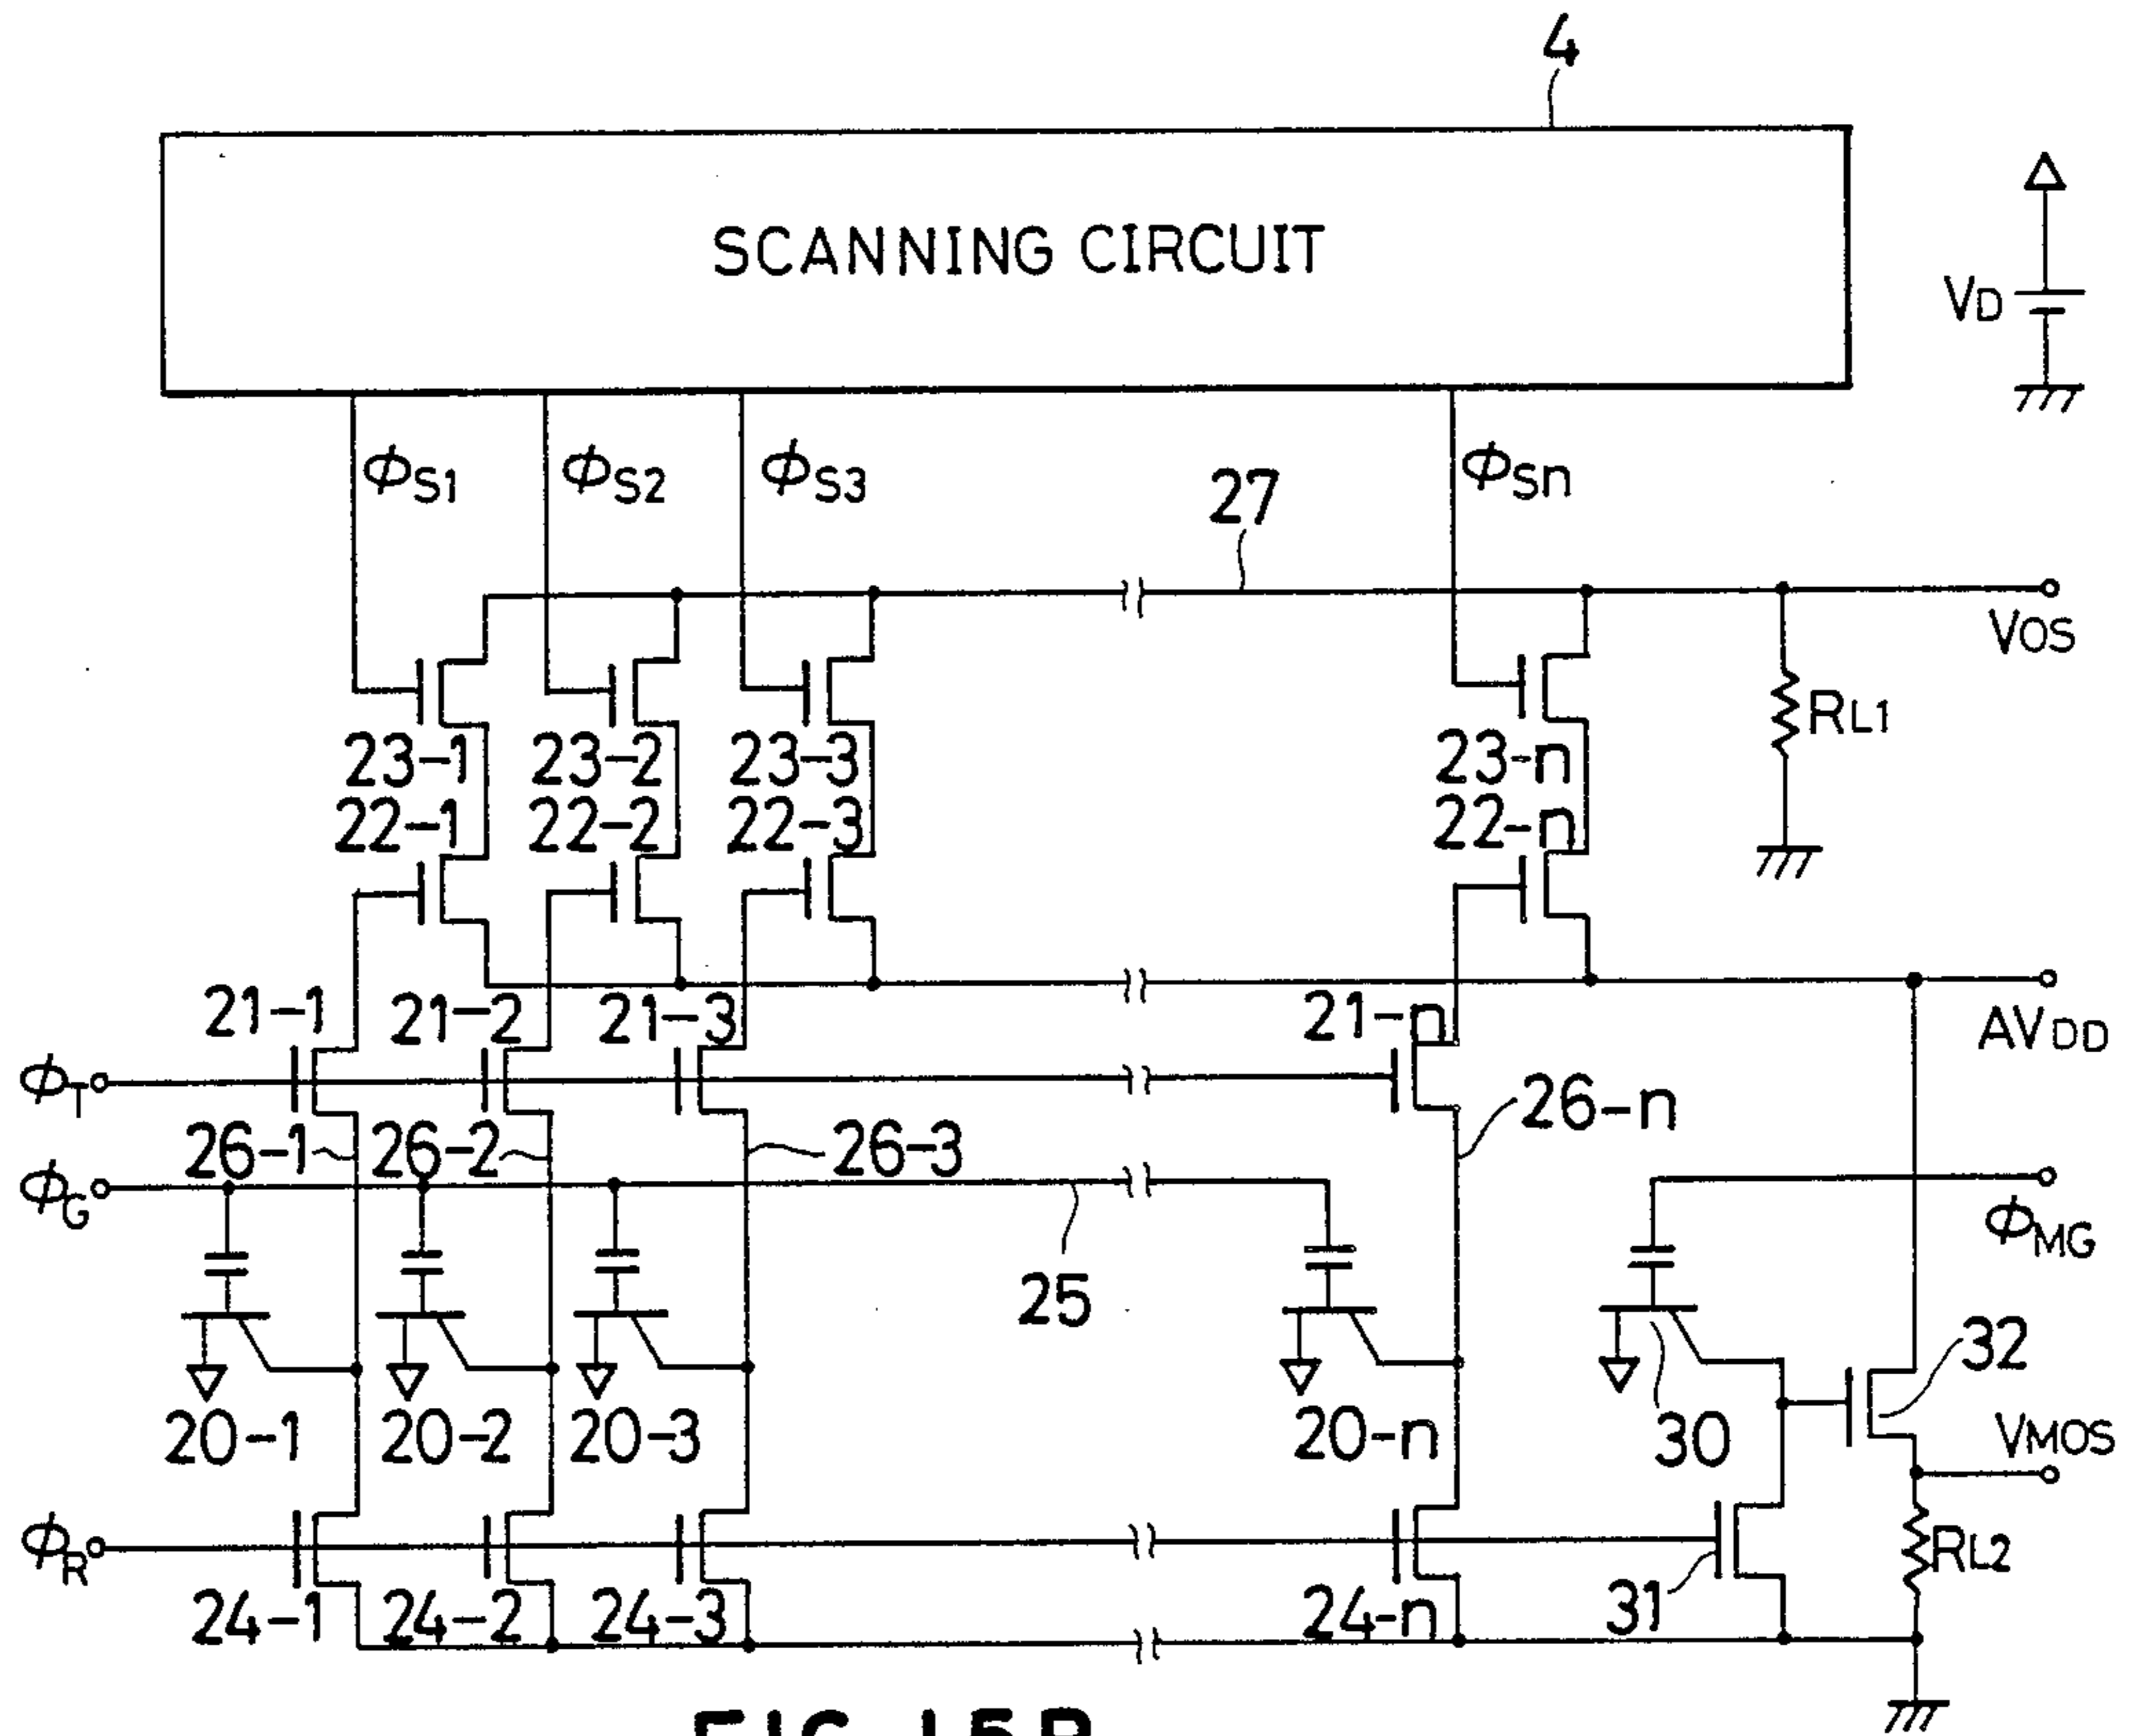 4
SCANNING CIRCUIT
VD
ϕS1 ϕS2 ϕS3 ϕSn
27
VOS
RL1
23-1 23-2 23-3 23-n
22-1 22-2 22-3 22-n
21-1 21-2 21-3 21-n
AVDD
ϕT
26-1 26-2 26-3 26-n
ϕG
ϕMG
25
32
20-1 20-2 20-3 20-n 30
VMOS
ϕR
RL2
24-1 24-2 24-3 24-n 31
FIG. 15B